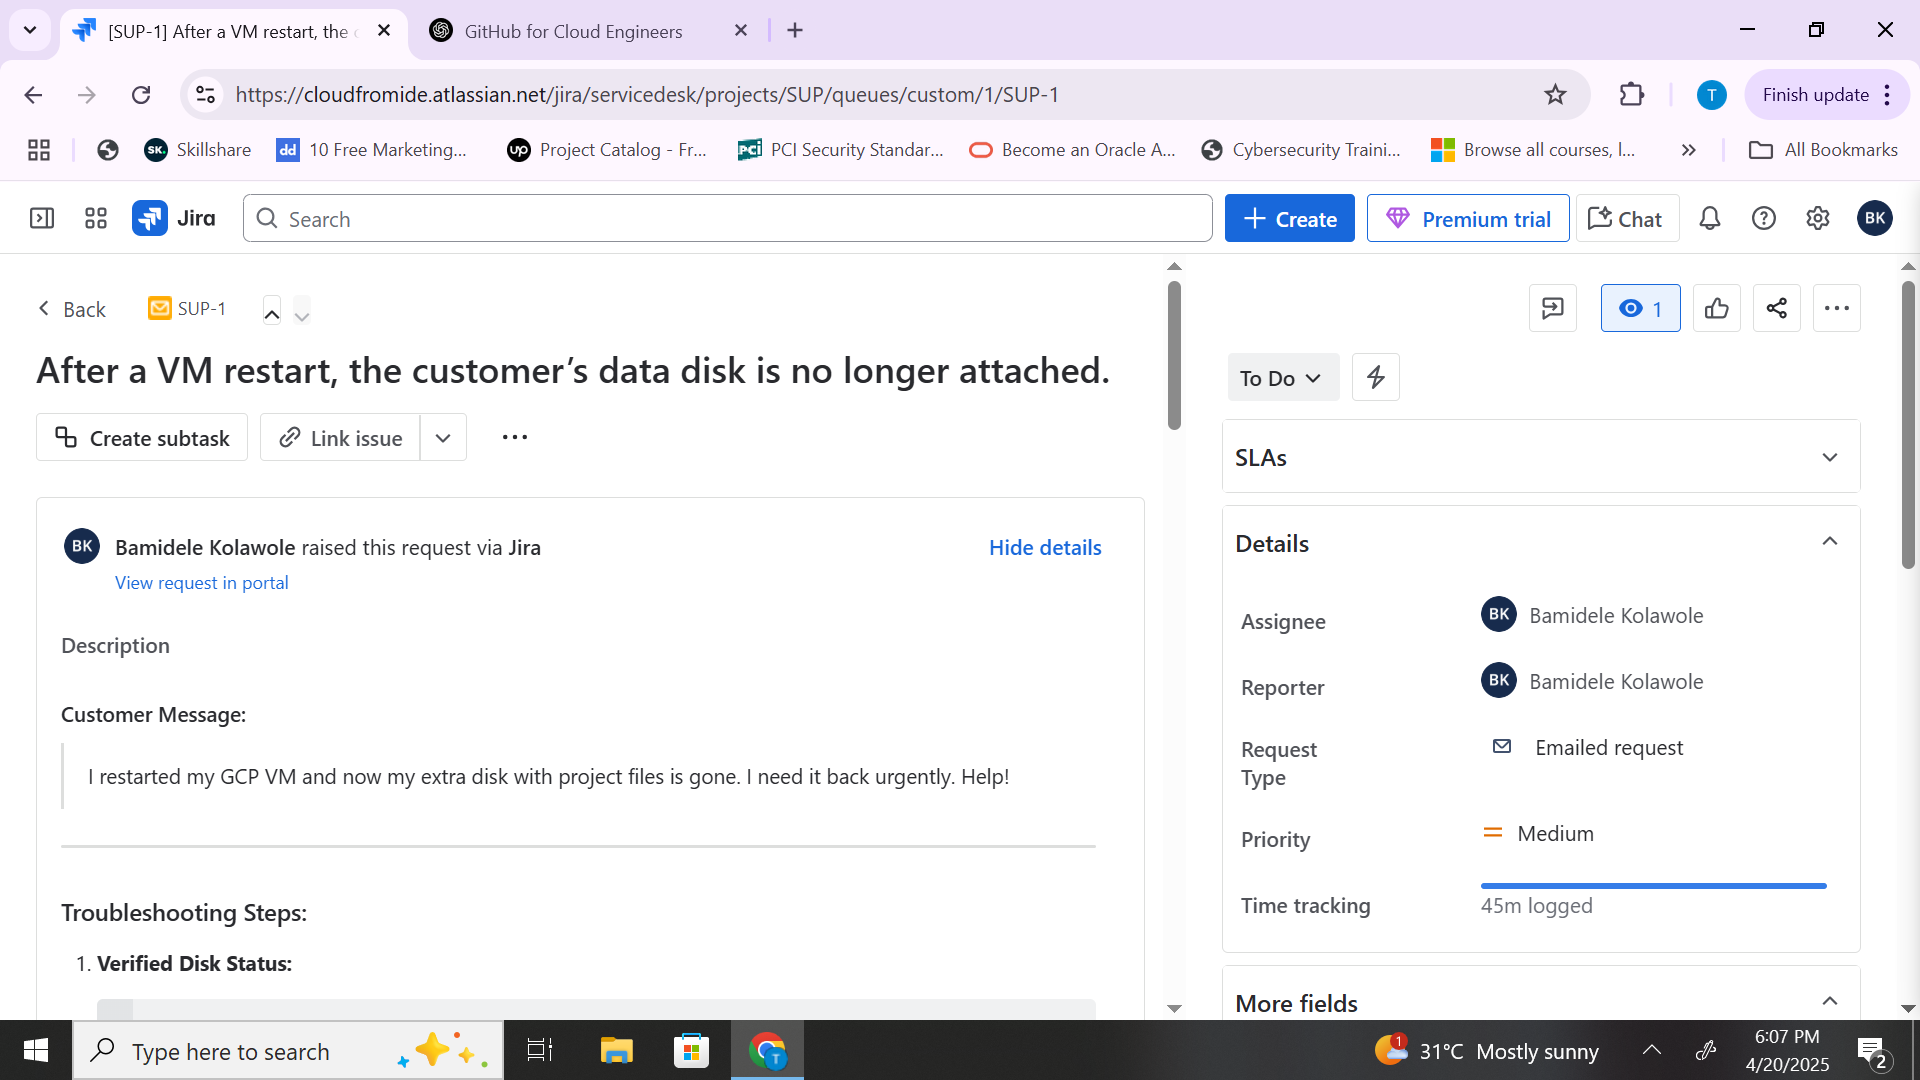 [SUP-1] After a VM restart, the
GitHub for Cloud Engineers
https://cloudfromide.atlassian.net/jira/servicedesk/projects/SUP/queues/custom/1/SUP-1
T
Finish update
SK.
Skillshare
dd
10 Free Marketing...
up
Project Catalog - Fr...
PCI
PCI Security Standar...
Become an Oracle A...
Cybersecurity Traini...
Browse all courses, l...
All Bookmarks
Jira
Search
Create
Premium trial
Chat
BK
Back
SUP-1
1
After a VM restart, the customer’s data disk is no longer attached.
To Do
Create subtask
Link issue
SLAs
BK
Bamidele Kolawole raised this request via Jira
Hide details
View request in portal
Details
Assignee
BK
Bamidele Kolawole
Description
Reporter
BK
Bamidele Kolawole
Customer Message:
Request Type
Emailed request
I restarted my GCP VM and now my extra disk with project files is gone. I need it back urgently. Help!
Priority
Medium
Time tracking
45m logged
Troubleshooting Steps:
1. Verified Disk Status:
More fields
Type here to search
T
1
31°C Mostly sunny
6:07 PM
4/20/2025
2